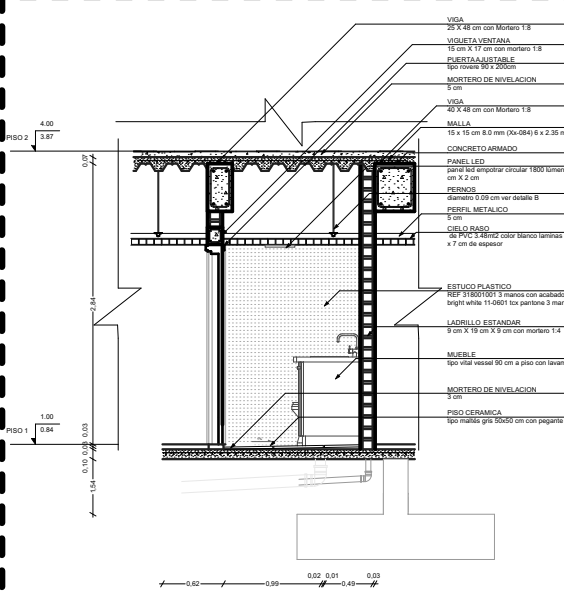 VIGA
25 X 48 cm con Mortero 1:8
VIGUETA VENTANA
15 cm X 17 cm con mortero 1:8
PUERTA AJUSTABLE
tipo rovere 90 x 200cm
MORTERO DE NIVELACION
5 cm
VIGA
40 X 48 cm con Mortero 1:8
MALLA
15 x 15 cm 8.0 mm (Xx-084) 6 x 2.35 m
CONCRETO ARMADO
PANEL LED
panel led empotrar circular 1800 lúmen
cm X 2 cm
PERNOS
diametro 0.09 cm ver detalle B
PERFIL METALICO
5 cm
CIELO RASO
de PVC 3.48mt2 color blanco laminas
x 7 cm de espesor
ESTUCO PLASTICO
REF 318001001 3 manos con acabado
bright white 11-0601 tcx pantone 3 man
LADRILLO ESTANDAR
9 cm X 19 cm X 9 cm con mortero 1:4
MUEBLE
tipo vital vessel 90 cm a piso con lavam
MORTERO DE NIVELACION
3 cm
PISO CERAMICA
tipo maltés gris 50x50 cm con pegante
PISO 2
4.00
3.87
0,07
2,84
PISO 1
1.00
0.84
0,03
0,03
0,10
1,54
0,62
0,99
0,02
0,01
0,49
0,03